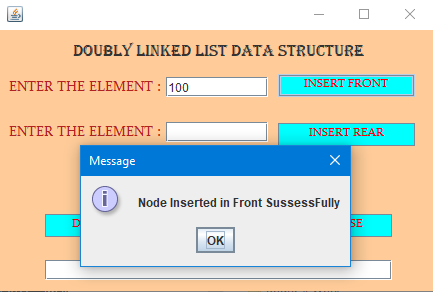 DOUBLY LINKED LIST DATA STRUCTURE
ENTER THE ELEMENT : 100 INSERT FRONT
ENTER THE ELEMENT : INSERT REAR
Message
Node Inserted in Front SussessFully
OK